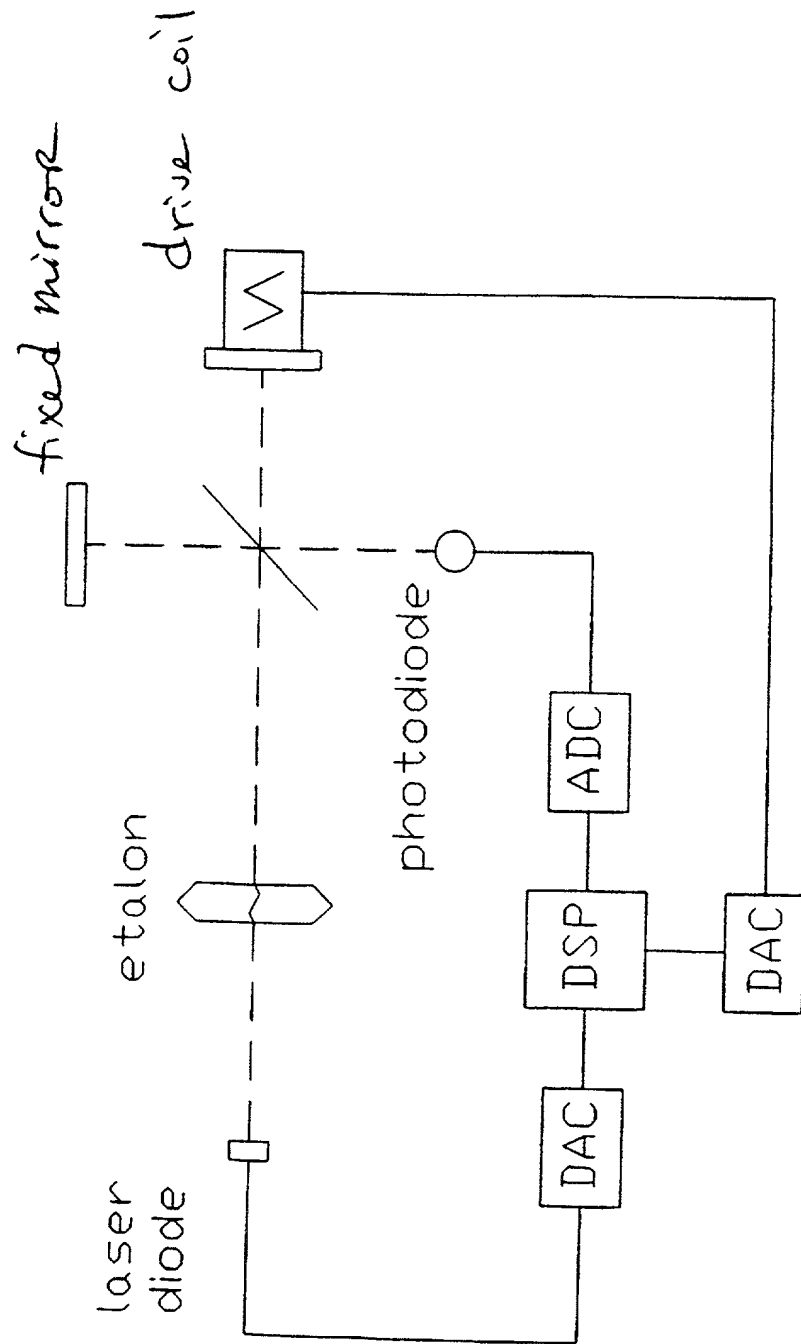 fixed mirror
drive coil
etalon
laser
diode
photodiode
ADC
DSP
DAC
DAC